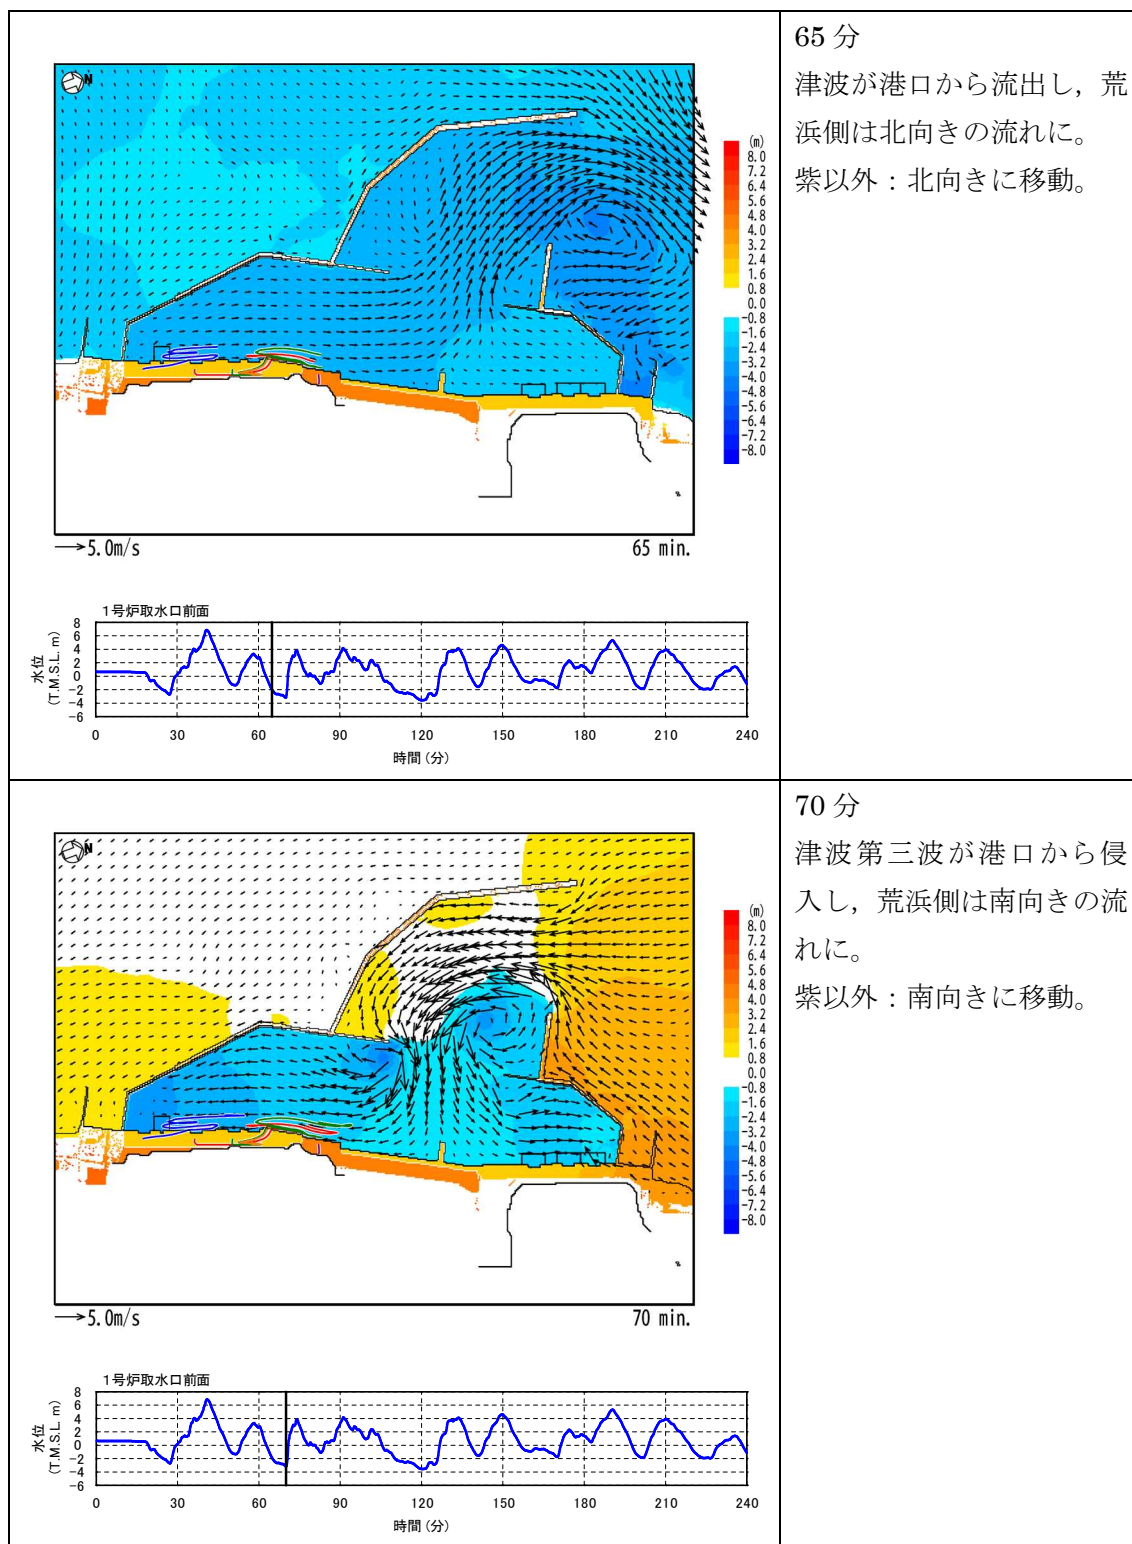 65 分
津波が港口から流出し，荒
浜側は北向きの流れに。
紫以外：北向きに移動。
N
(m)
8.0
7.2
6.4
5.6
4.8
4.0
3.2
2.4
1.6
0.8
0.0
-0.8
-1.6
-2.4
-3.2
-4.0
-4.8
-5.6
-6.4
-7.2
-8.0
5.0m/s
65 min.
1号炉取水口前面
水位
(T.M.S.L. m)
8
6
4
2
0
-2
-4
-6
0 30 60 90 120 150 180 210 240
時間(分)
70 分
津波第三波が港口から侵
入し，荒浜側は南向きの流
れに。
紫以外：南向きに移動。
N
(m)
8.0
7.2
6.4
5.6
4.8
4.0
3.2
2.4
1.6
0.8
0.0
-0.8
-1.6
-2.4
-3.2
-4.0
-4.8
-5.6
-6.4
-7.2
-8.0
5.0m/s
70 min.
1号炉取水口前面
水位
(T.M.S.L. m)
8
6
4
2
0
-2
-4
-6
0 30 60 90 120 150 180 210 240
時間(分)